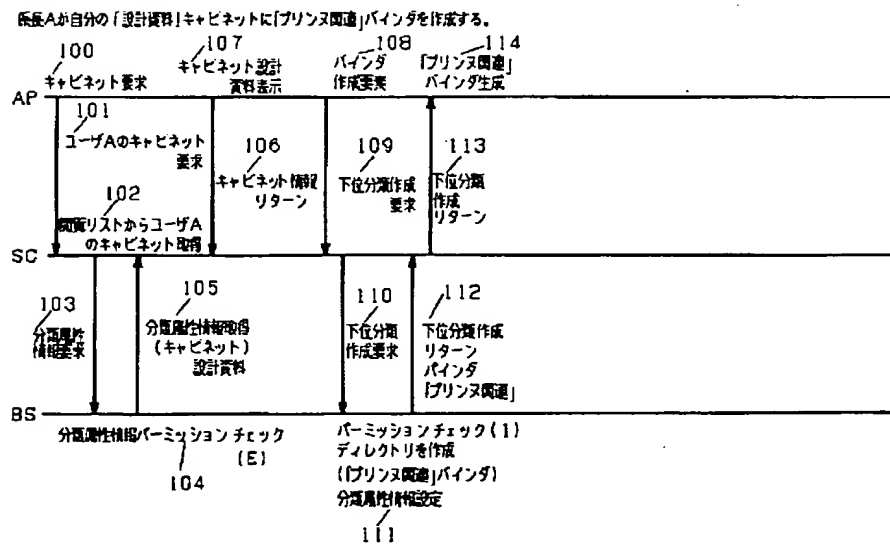 係長Aが自分の「設計資料」キャビネットに「プリンヌ関連」バインダを作成する。
100
キャビネット要求
107
キャビネット設計
資料表示
108
バインダ
作成要求
114
「プリンヌ関連」
バインダ生成
AP
101
ユーザAのキャビネット
要求
106
キャビネット情報
リターン
109
下位分類作成
要求
113
下位分類
作成
リターン
102
リストからユーザA
のキャビネット取得
SC
103
分類属性
情報要求
105
分類属性情報取得
(キャビネット)
設計資料
110
下位分類
作成要求
112
下位分類作成
リターン
バインダ
「プリンヌ関連」
BS
分類属性情報パーミッションチェック
(E)
104
パーミッションチェック(I)
ディレクトリを作成
(「プリンヌ関連」バインダ)
分類属性情報設定
111